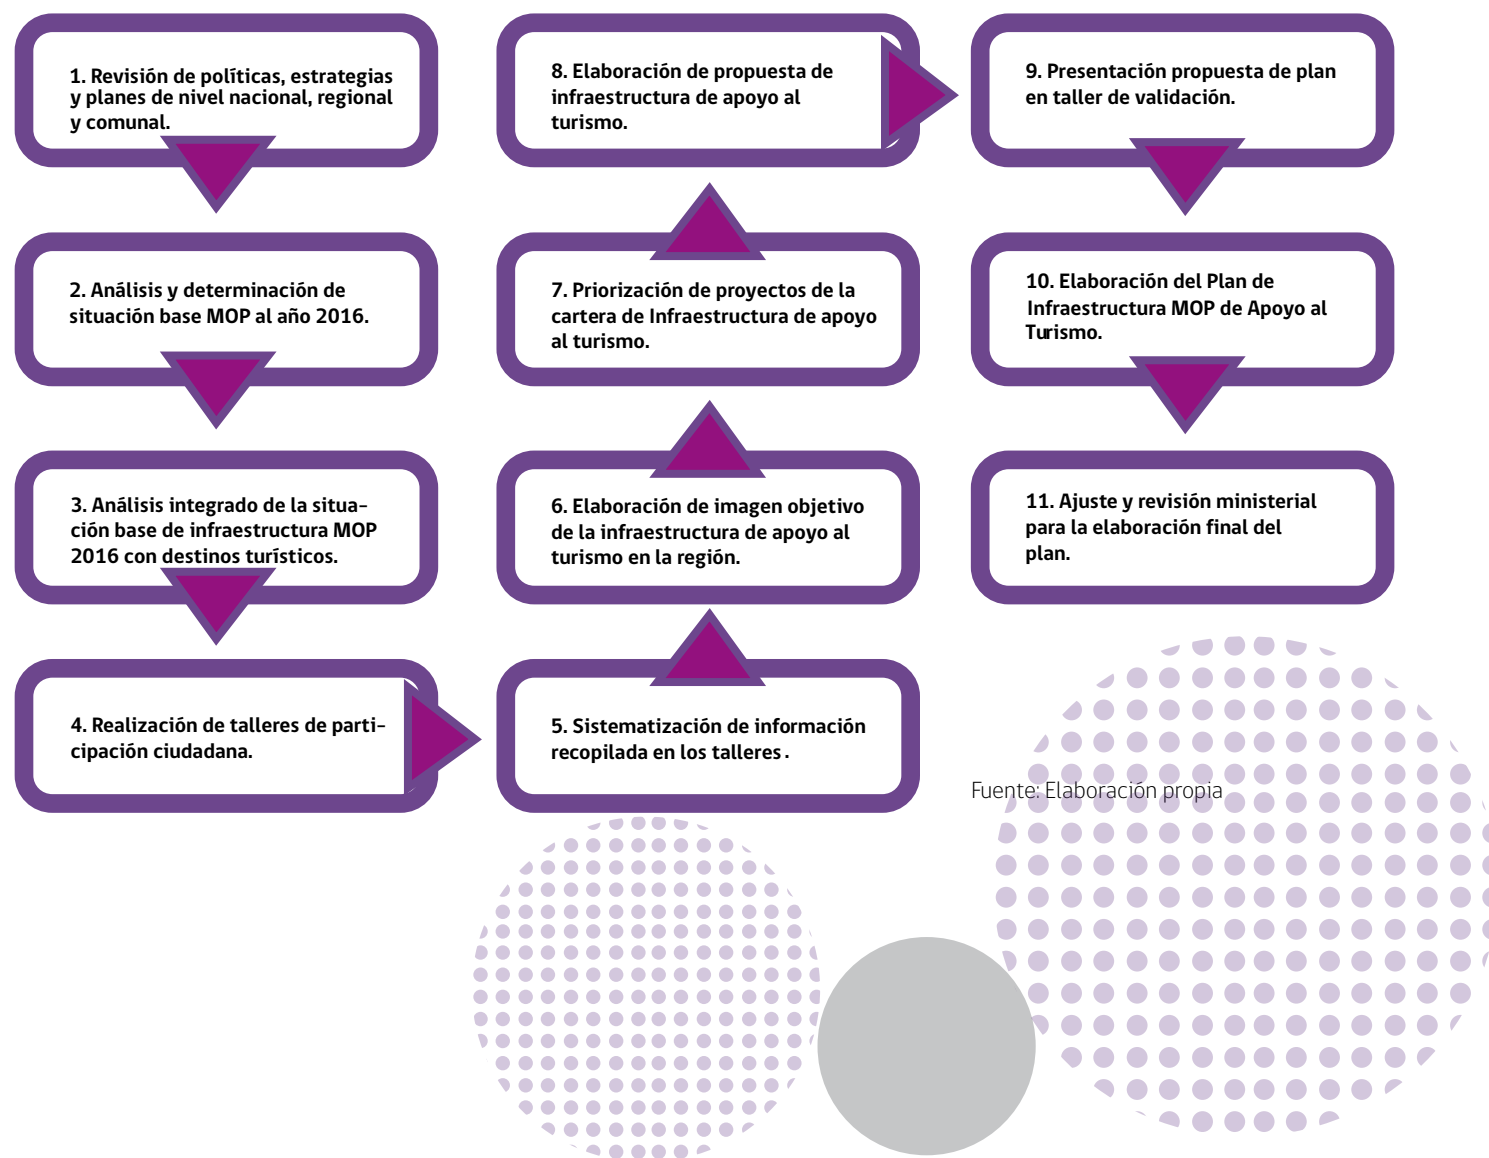 1. Revisión de políticas, estrategias
y planes de nivel nacional, regional
y comunal.
2. Análisis y determinación de
situación base MOP al año 2016.
3. Análisis integrado de la situa-
ción base de infraestructura MOP
2016 con destinos turísticos.
4. Realización de talleres de parti-
cipación ciudadana.
5. Sistematización de información
recopilada en los talleres .
6. Elaboración de imagen objetivo
de la infraestructura de apoyo al
turismo en la región.
7. Priorización de proyectos de la
cartera de Infraestructura de apoyo
al turismo.
8. Elaboración de propuesta de
infraestructura de apoyo al
turismo.
9. Presentación propuesta de plan
en taller de validación.
10. Elaboración del Plan de
Infraestructura MOP de Apoyo al
Turismo.
11. Ajuste y revisión ministerial
para la elaboración final del
plan.
Fuente: Elaboración propia